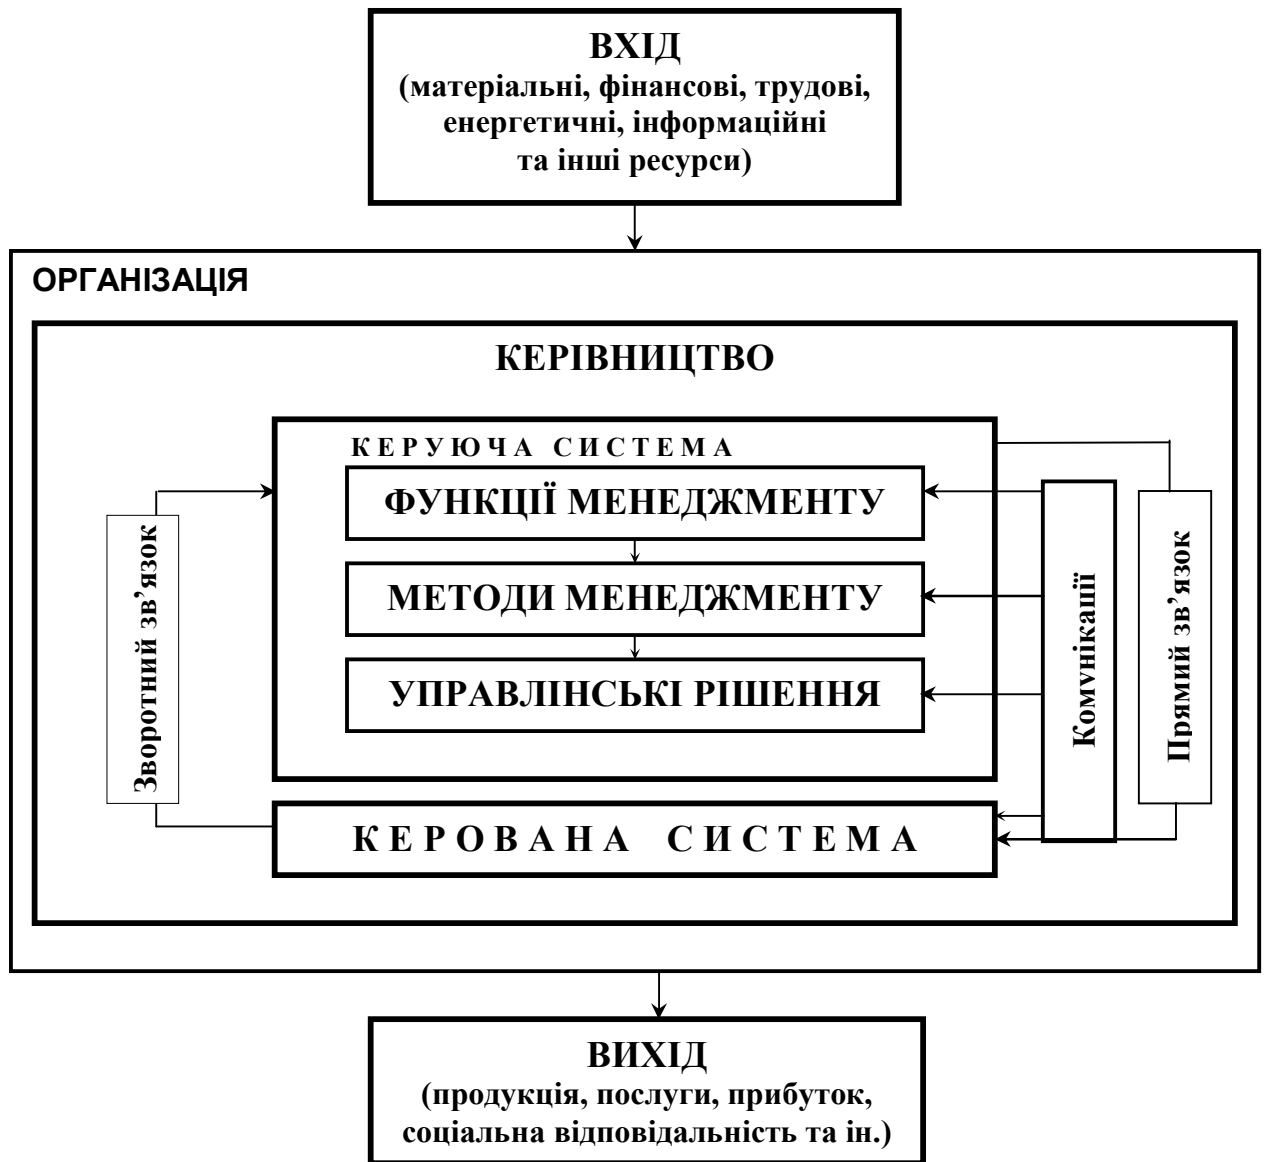 ВХІД
(матеріальні, фінансові, трудові,
енергетичні, інформаційні
та інші ресурси)
ОРГАНІЗАЦІЯ
КЕРІВНИЦТВО
КЕРУЮЧА СИСТЕМА
ФУНКЦІЇ МЕНЕДЖМЕНТУ
МЕТОДИ МЕНЕДЖМЕНТУ
УПРАВЛІНСЬКІ РІШЕННЯ
Зворотний зв’язок
Комунікації
Прямий зв’язок
КЕРОВАНА СИСТЕМА
ВИХІД
(продукція, послуги, прибуток,
соціальна відповідальність та ін.)